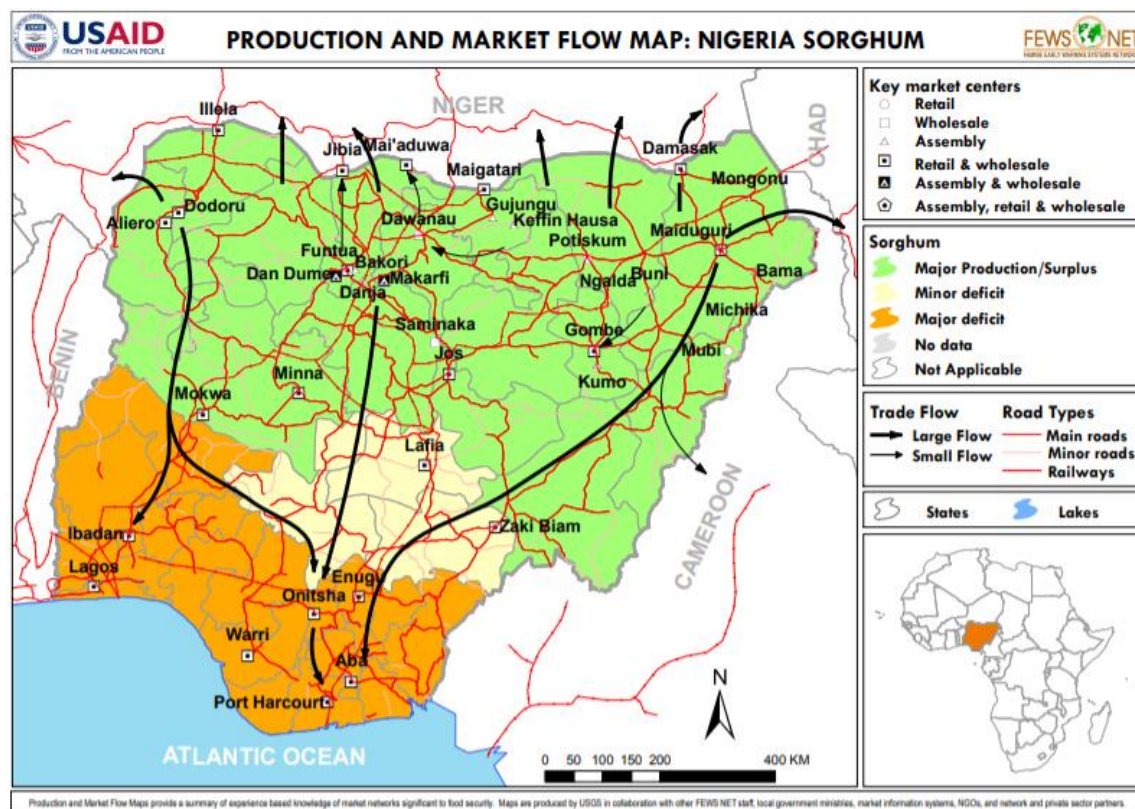 USAID
FROM THE AMERICAN PEOPLE
PRODUCTION AND MARKET FLOW MAP: NIGERIA SORGHUM
FEWS NET
FAMINE EARLY WARNING SYSTEMS NETWORK
NIGER
CHAD
BENIN
CAMEROON
ATLANTIC OCEAN
Illela
Jibia
Mai'aduwa
Maigatari
Damasak
Mongonu
Dodoru
Aliero
Dawanau
Gujungu
Keffin Hausa
Potiskum
Maiduguri
Funtua
Bakori
Dan Dume
Danja
Makarfi
Ngalda
Buni
Bama
Michika
Saminaka
Jos
Gombe
Mubi
Kumo
Minna
Mokwa
Lafia
Zaki Biam
Ibadan
Lagos
Enugu
Onitsha
Warri
Aba
Port Harcourt
N
0 50 100 200 400 KM
Key market centers
Retail
Wholesale
Assembly
Retail & wholesale
Assembly & wholesale
Assembly, retail & wholesale
Sorghum
Major Production/Surplus
Minor deficit
Major deficit
No data
Not Applicable
Trade Flow
Large Flow
Small Flow
Road Types
Main roads
Minor roads
Railways
States
Lakes
Production and Market Flow Maps provide a summary of experience based knowledge of market networks significant to food security. Maps are produced by USGS in collaboration with other FEWS NET staff, local government ministries, market information systems, NGOs, and network and private sector partners.